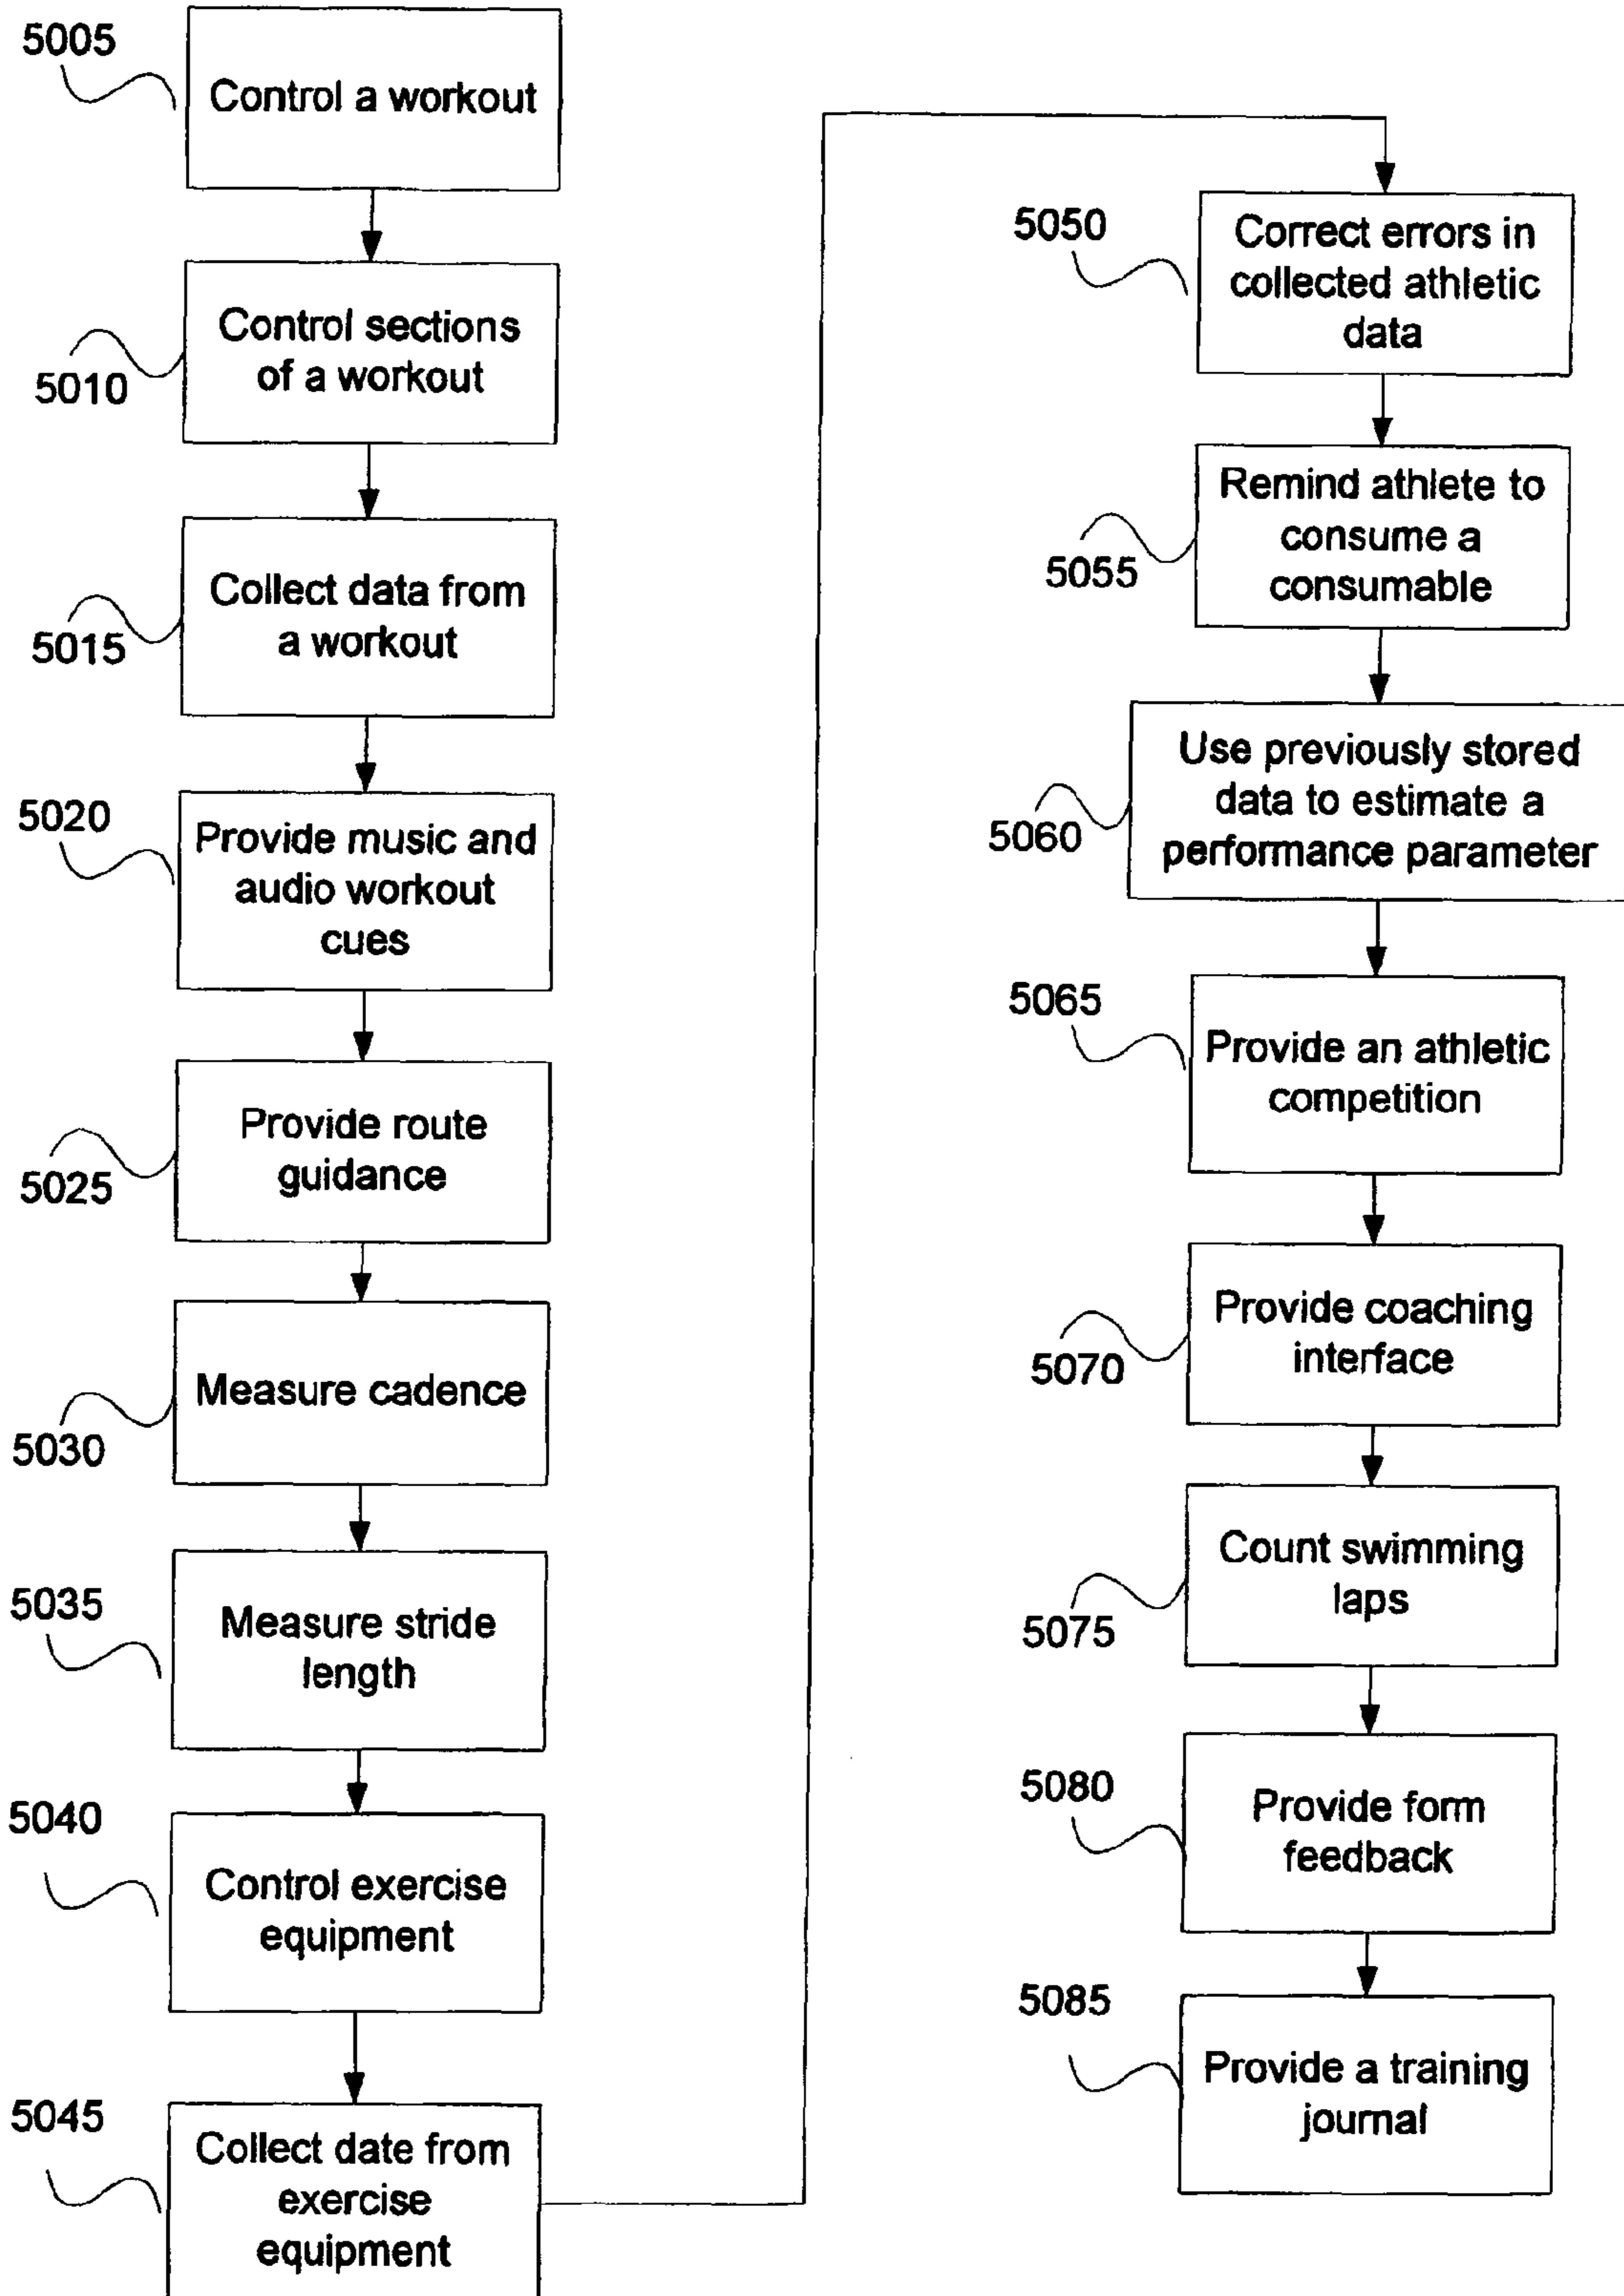 5005
Control a workout
Control sections
of a workout
5010
Collect data from
a workout
5015
5020
Provide music and
audio workout
cues
Provide route
guidance
5025
Measure cadence
5030
5035
Measure stride
length
5040
Control exercise
equipment
5045
Collect date from
exercise
equipment
5050
Correct errors in
collected athletic
data
Remind athlete to
consume a
consumable
5055
Use previously stored
data to estimate a
performance parameter
5060
5065
Provide an athletic
competition
Provide coaching
interface
5070
Count swimming
laps
5075
5080
Provide form
feedback
5085
Provide a training
journal